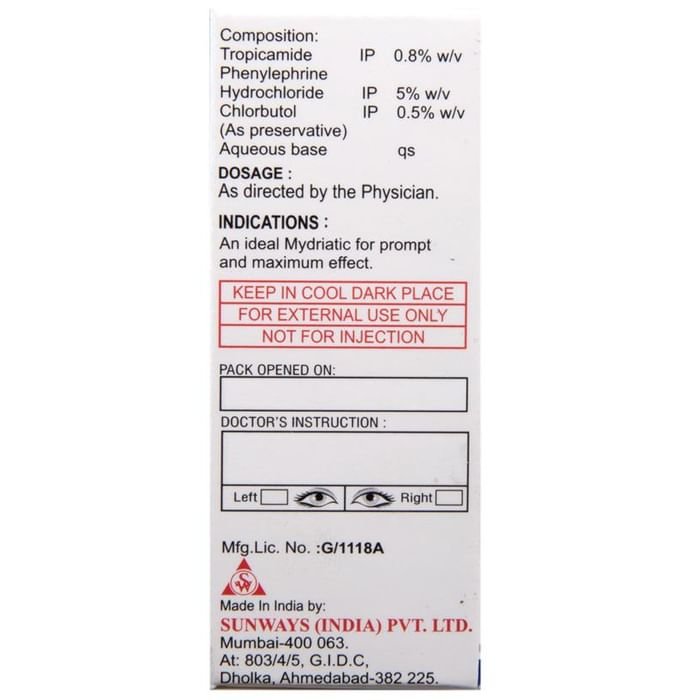 Composition:
Tropicamide IP 0.8% w/v
Phenylephrine
Hydrochloride IP 5% w/v
Chlorbutol IP 0.5% w/v
(As preservative)
Aqueous base qs
DOSAGE :
As directed by the Physician.
INDICATIONS :
An ideal Mydriatic for prompt
and maximum effect.
KEEP IN COOL DARK PLACE
FOR EXTERNAL USE ONLY
NOT FOR INJECTION
PACK OPENED ON:
DOCTOR'S INSTRUCTION :
Left Right
Mfg.Lic. No. :G/1118A
SW
Made In India by:
SUNWAYS (INDIA) PVT. LTD.
Mumbai-400 063.
At: 803/4/5, G.I.D.C,
Dholka, Ahmedabad-382 225.